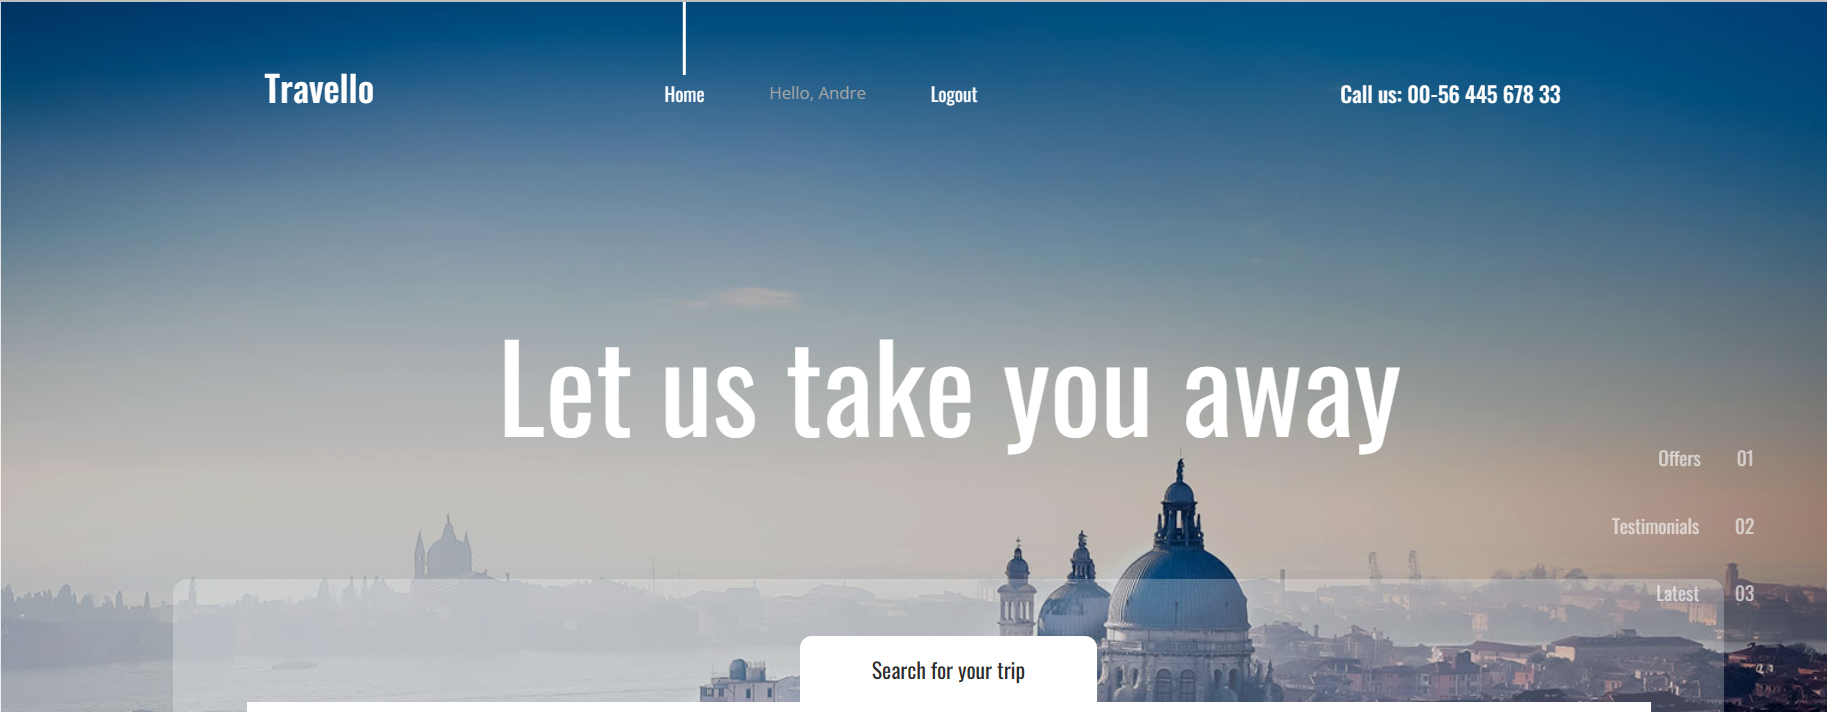 Travello
Home
Hello, Andre
Logout
Call us: 00-56 445 678 33
Let us take you away
Offers 01
Testimonials 02
Latest 03
Search for your trip